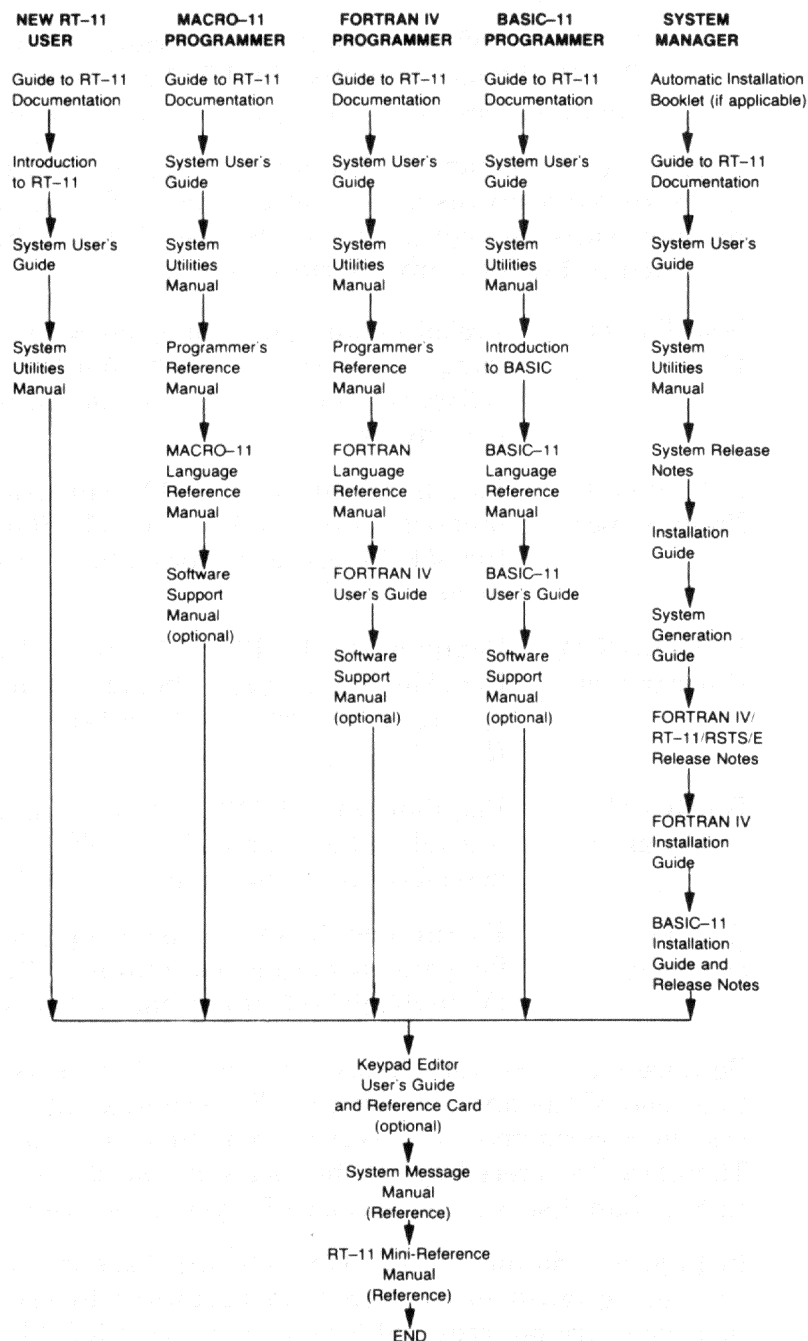 NEW RT–11
USER
Guide to RT–11
Documentation
Introduction
to RT–11
System User's
Guide
System
Utilities
Manual
MACRO–11
PROGRAMMER
Guide to RT–11
Documentation
System User's
Guide
System
Utilities
Manual
Programmer's
Reference
Manual
MACRO–11
Language
Reference
Manual
Software
Support
Manual
(optional)
FORTRAN IV
PROGRAMMER
Guide to RT–11
Documentation
System User's
Guide
System
Utilities
Manual
Programmer's
Reference
Manual
FORTRAN
Language
Reference
Manual
FORTRAN IV
User's Guide
Software
Support
Manual
(optional)
BASIC–11
PROGRAMMER
Guide to RT–11
Documentation
System User's
Guide
System
Utilities
Manual
Introduction
to BASIC
BASIC–11
Language
Reference
Manual
BASIC–11
User's Guide
Software
Support
Manual
(optional)
SYSTEM
MANAGER
Automatic Installation
Booklet (if applicable)
Guide to RT–11
Documentation
System User's
Guide
System
Utilities
Manual
System Release
Notes
Installation
Guide
System
Generation
Guide
FORTRAN IV/
RT–11/RSTS/E
Release Notes
FORTRAN IV
Installation
Guide
BASIC–11
Installation
Guide and
Release Notes
Keypad Editor
User's Guide
and Reference Card
(optional)
System Message
Manual
(Reference)
RT–11 Mini-Reference
Manual
(Reference)
END